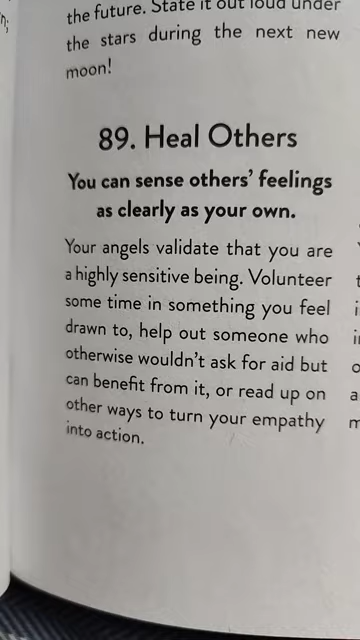 the future. State it out loud under
the stars during the next new
moon!
89. Heal Others
You can sense others' feelings
as clearly as your own.
Your angels validate that you are
a highly sensitive being. Volunteer
some time in something you feel
drawn to, help out someone who
otherwise wouldn't ask for aid but
can benefit from it, or read up on
other ways to turn your empathy
into action.